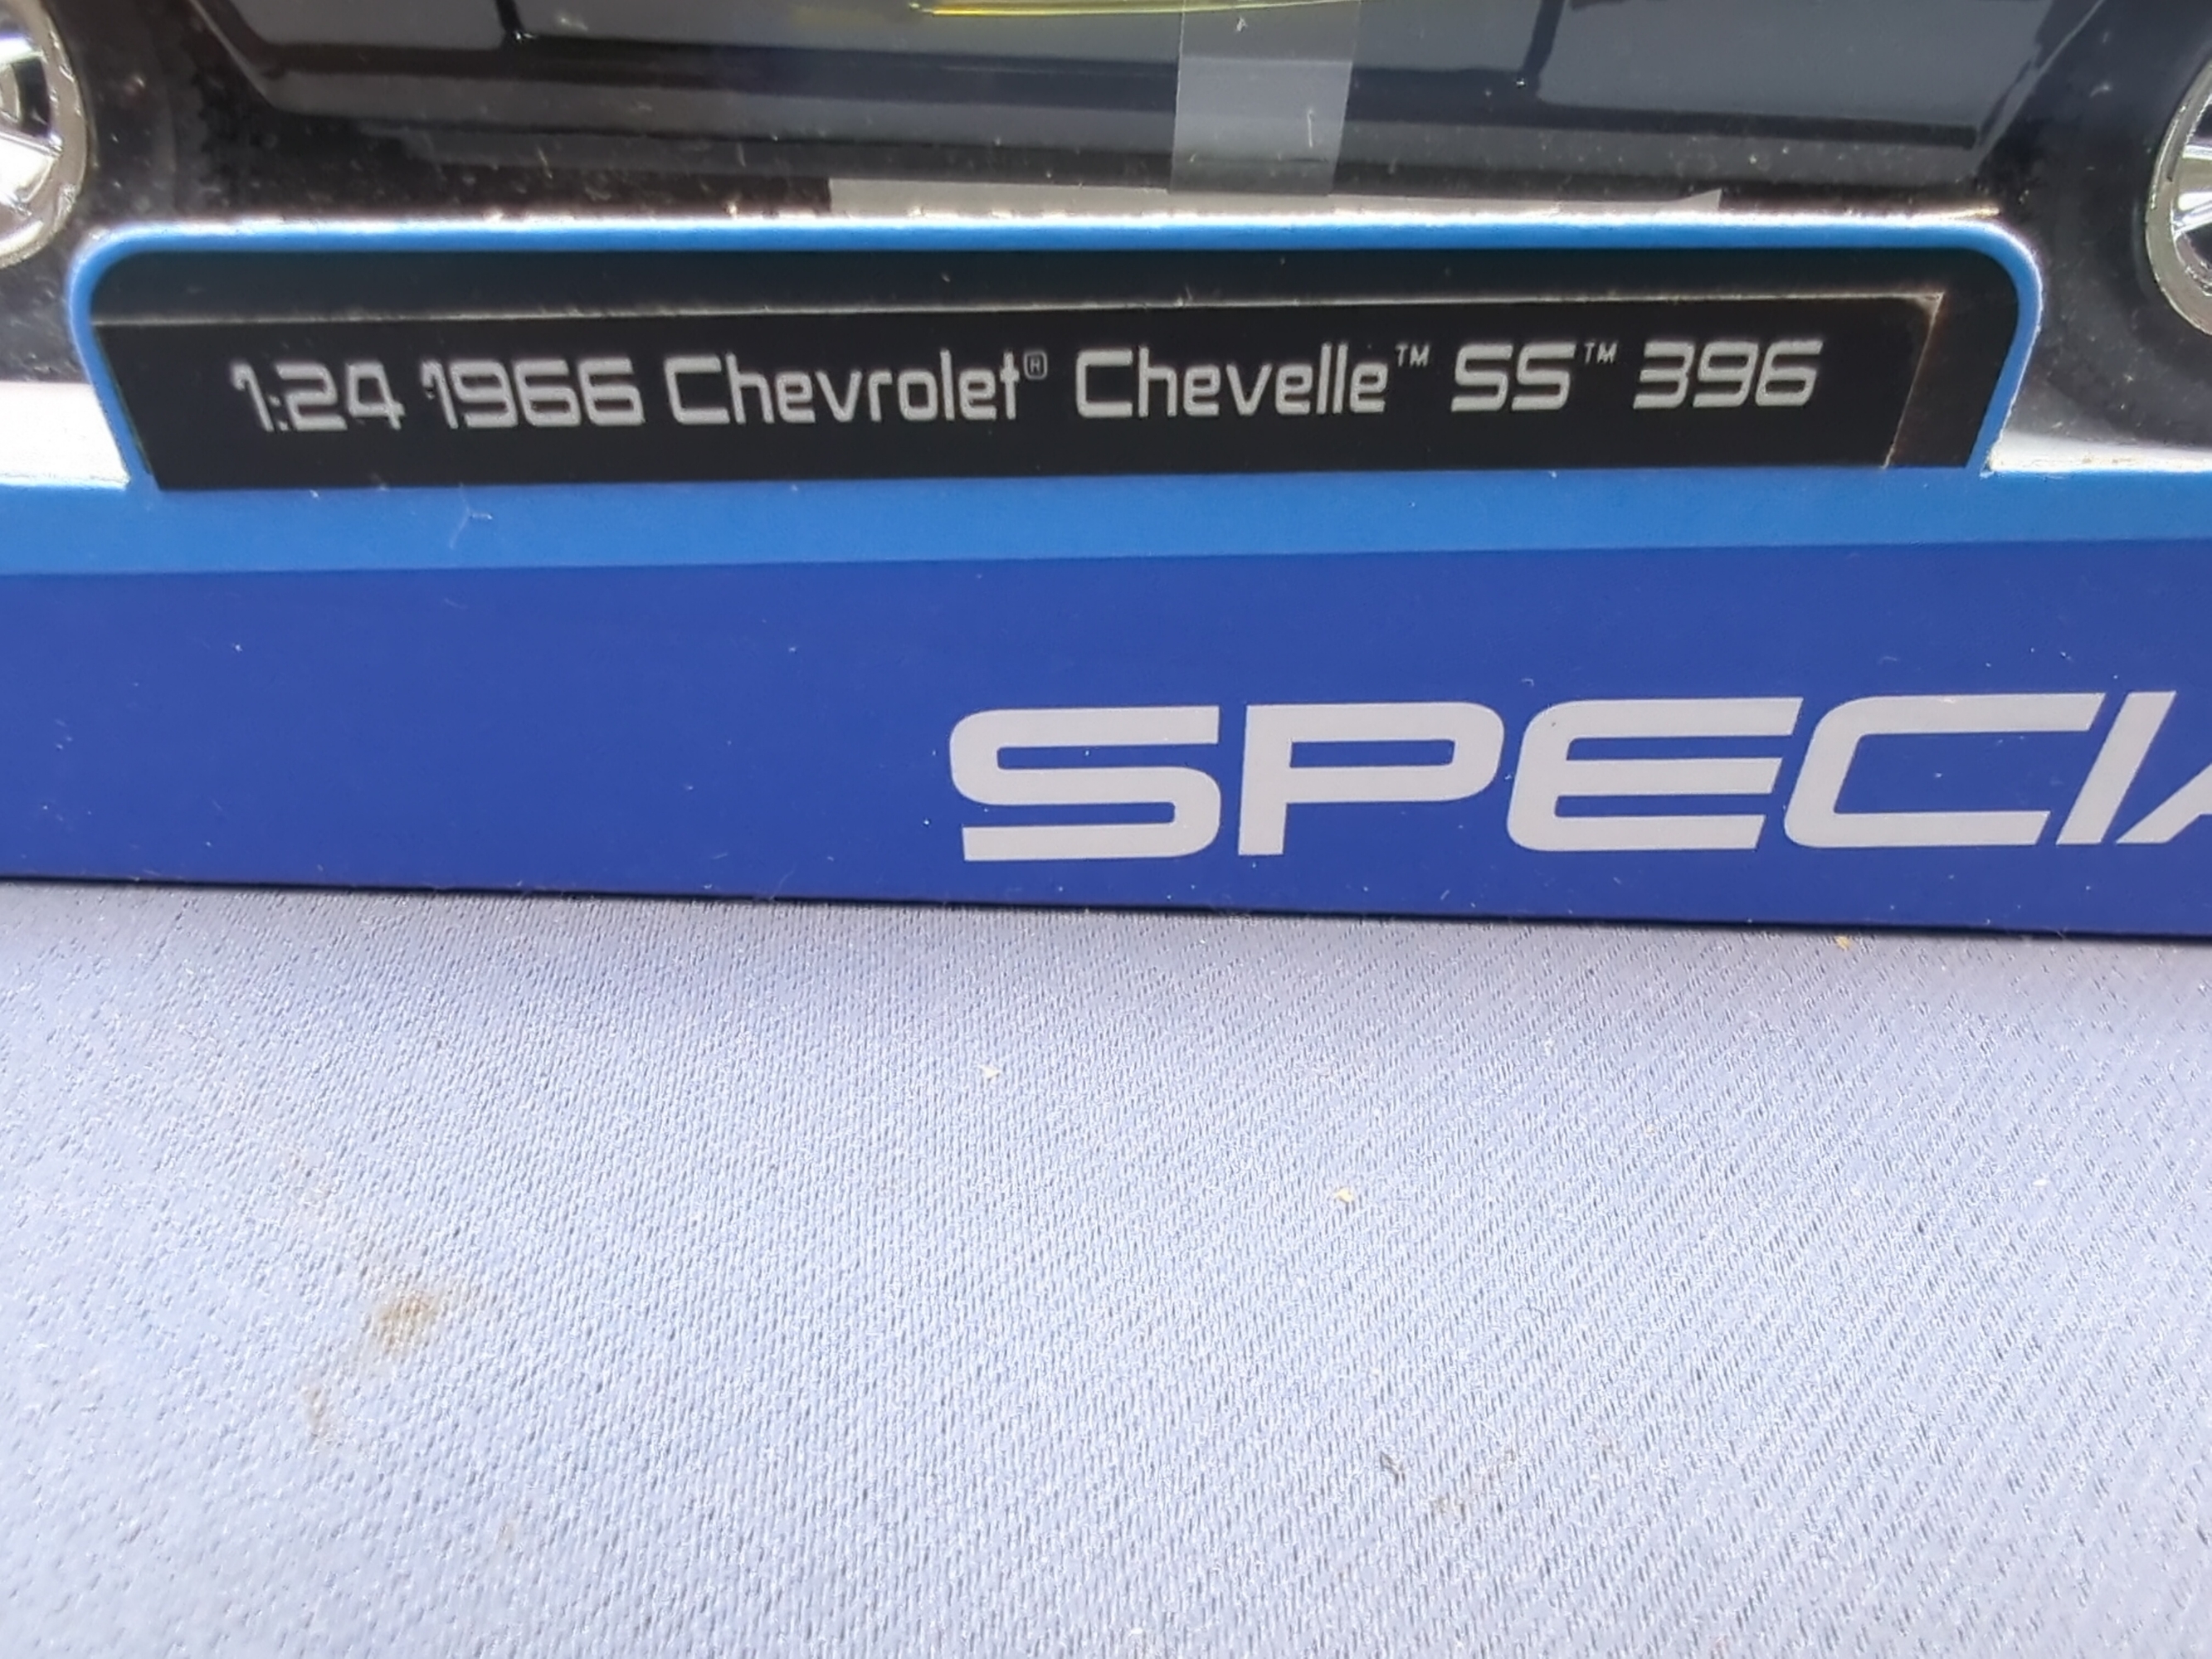 1:24 1966 Chevrolet® Chevelle™ SS™ 396
SPECIA